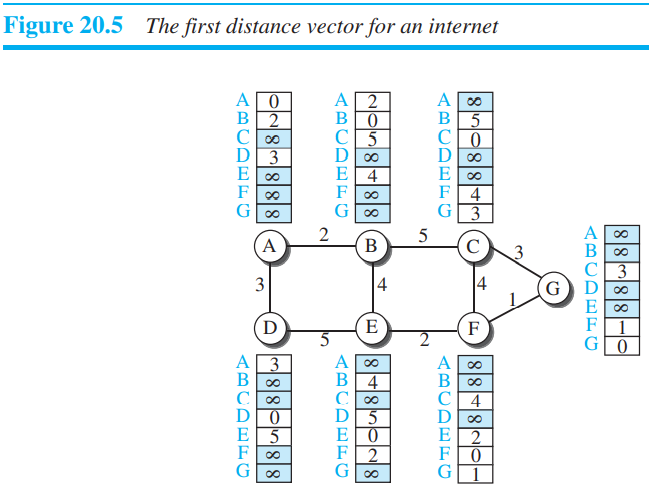 Figure 20.5 The first distance vector for an internet
A 0 A 2 A ∞
B 2 B 0 B 5
C ∞ C 5 C 0
D 3 D ∞ D ∞
E ∞ E 4 E ∞
F ∞ F ∞ F 4
G ∞ G ∞ G 3
A 2 B 5 C
3 4 4 3
D 5 E 2 F 1 G
A ∞
B ∞
C 3
D ∞
E ∞
F 1
G 0
A 3 A ∞ A ∞
B ∞ B 4 B ∞
C ∞ C ∞ C 4
D 0 D 5 D ∞
E 5 E 0 E 2
F ∞ F 2 F 0
G ∞ G ∞ G 1